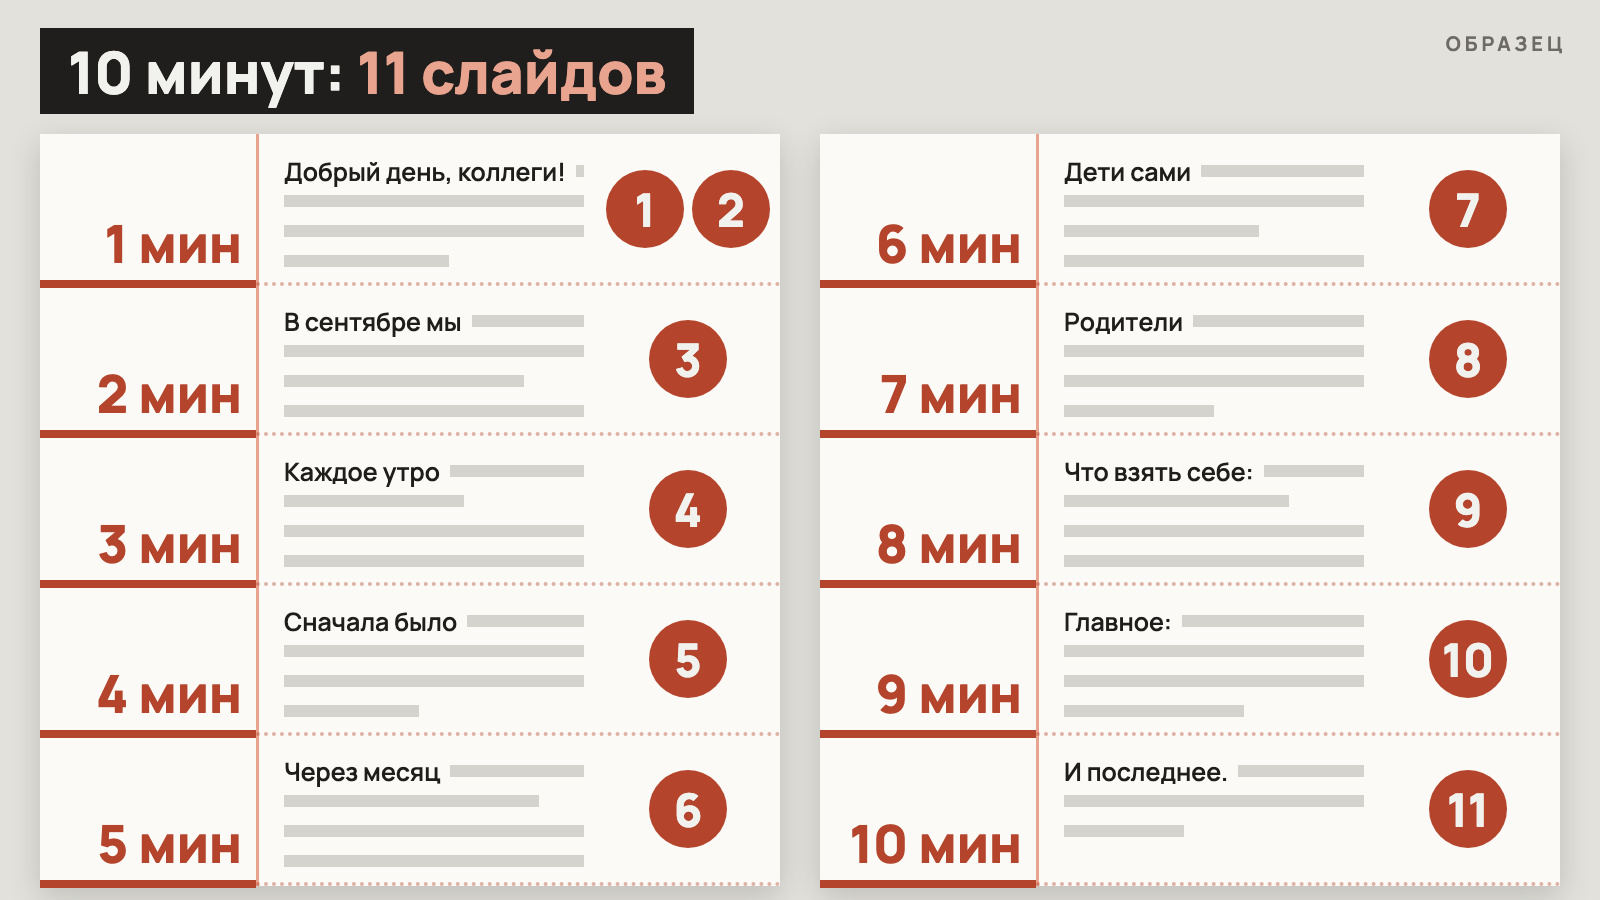 10 минут: 11 слайдов
ОБРАЗЕЦ
Добрый день, коллеги!
1 2
1 мин
В сентябре мы
3
2 мин
Каждое утро
4
3 мин
Сначала было
5
4 мин
Через месяц
6
5 мин
Дети сами
7
6 мин
Родители
8
7 мин
Что взять себе:
9
8 мин
Главное:
10
9 мин
И последнее.
11
10 мин